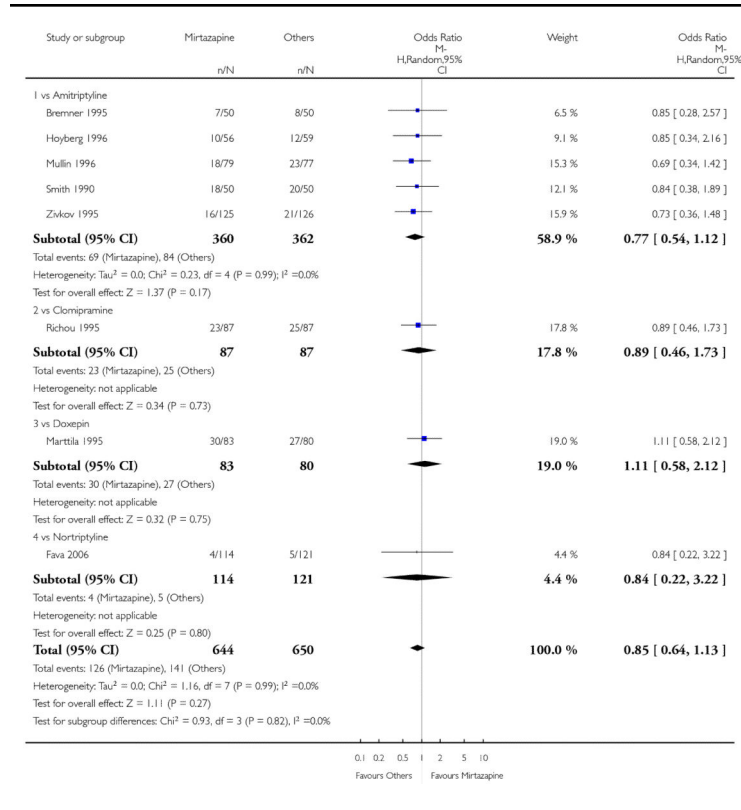 Study or subgroup Mirtazapine Others Odds Ratio Weight Odds Ratio
M- M-
H,Random,95% H,Random,95%
n/N n/N CI CI
1 vs Amitriptyline
Bremner 1995 7/50 8/50 6.5 % 0.85 [ 0.28, 2.57 ]
Hoyberg 1996 10/56 12/59 9.1 % 0.85 [ 0.34, 2.16 ]
Mullin 1996 18/79 23/77 15.3 % 0.69 [ 0.34, 1.42 ]
Smith 1990 18/50 20/50 12.1 % 0.84 [ 0.38, 1.89 ]
Zivkov 1995 16/125 21/126 15.9 % 0.73 [ 0.36, 1.48 ]
Subtotal (95% CI) 360 362 58.9 % 0.77 [ 0.54, 1.12 ]
Total events: 69 (Mirtazapine), 84 (Others)
Heterogeneity: Tau² = 0.0; Chi² = 0.23, df = 4 (P = 0.99); I² =0.0%
Test for overall effect: Z = 1.37 (P = 0.17)
2 vs Clomipramine
Richou 1995 23/87 25/87 17.8 % 0.89 [ 0.46, 1.73 ]
Subtotal (95% CI) 87 87 17.8 % 0.89 [ 0.46, 1.73 ]
Total events: 23 (Mirtazapine), 25 (Others)
Heterogeneity: not applicable
Test for overall effect: Z = 0.34 (P = 0.73)
3 vs Doxepin
Marttila 1995 30/83 27/80 19.0 % 1.11 [ 0.58, 2.12 ]
Subtotal (95% CI) 83 80 19.0 % 1.11 [ 0.58, 2.12 ]
Total events: 30 (Mirtazapine), 27 (Others)
Heterogeneity: not applicable
Test for overall effect: Z = 0.32 (P = 0.75)
4 vs Nortriptyline
Fava 2006 4/114 5/121 4.4 % 0.84 [ 0.22, 3.22 ]
Subtotal (95% CI) 114 121 4.4 % 0.84 [ 0.22, 3.22 ]
Total events: 4 (Mirtazapine), 5 (Others)
Heterogeneity: not applicable
Test for overall effect: Z = 0.25 (P = 0.80)
Total (95% CI) 644 650 100.0 % 0.85 [ 0.64, 1.13 ]
Total events: 126 (Mirtazapine), 141 (Others)
Heterogeneity: Tau² = 0.0; Chi² = 1.16, df = 7 (P = 0.99); I² =0.0%
Test for overall effect: Z = 1.11 (P = 0.27)
Test for subgroup differences: Chi² = 0.93, df = 3 (P = 0.82), I² =0.0%
0.1 0.2 0.5 1 2 5 10
Favours Others Favours Mirtazapine